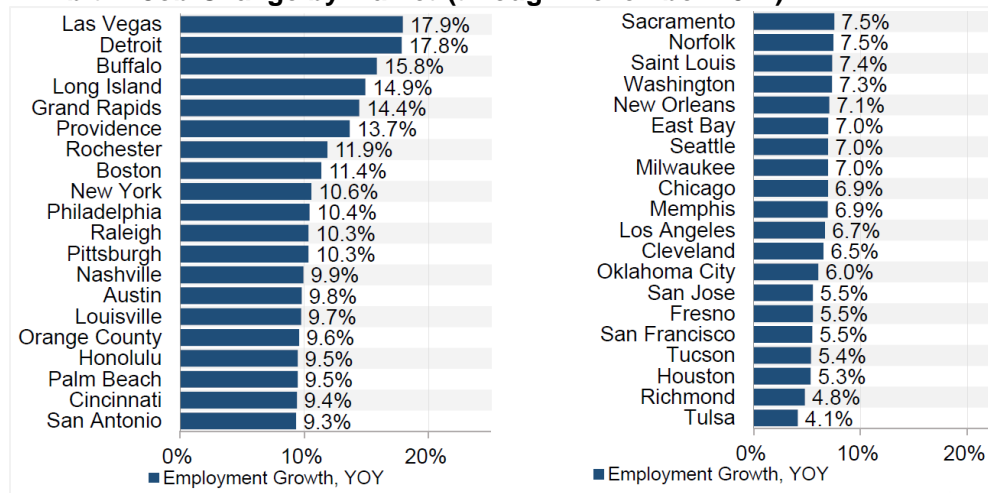 Las Vegas 17.9%
Detroit 17.8%
Buffalo 15.8%
Long Island 14.9%
Grand Rapids 14.4%
Providence 13.7%
Rochester 11.9%
Boston 11.4%
New York 10.6%
Philadelphia 10.4%
Raleigh 10.3%
Pittsburgh 10.3%
Nashville 9.9%
Austin 9.8%
Louisville 9.7%
Orange County 9.6%
Honolulu 9.5%
Palm Beach 9.5%
Cincinnati 9.4%
San Antonio 9.3%
0% 10% 20%
Employment Growth, YOY
Sacramento 7.5%
Norfolk 7.5%
Saint Louis 7.4%
Washington 7.3%
New Orleans 7.1%
East Bay 7.0%
Seattle 7.0%
Milwaukee 7.0%
Chicago 6.9%
Memphis 6.9%
Los Angeles 6.7%
Cleveland 6.5%
Oklahoma City 6.0%
San Jose 5.5%
Fresno 5.5%
San Francisco 5.5%
Tucson 5.4%
Houston 5.3%
Richmond 4.8%
Tulsa 4.1%
0% 10% 20%
Employment Growth, YOY